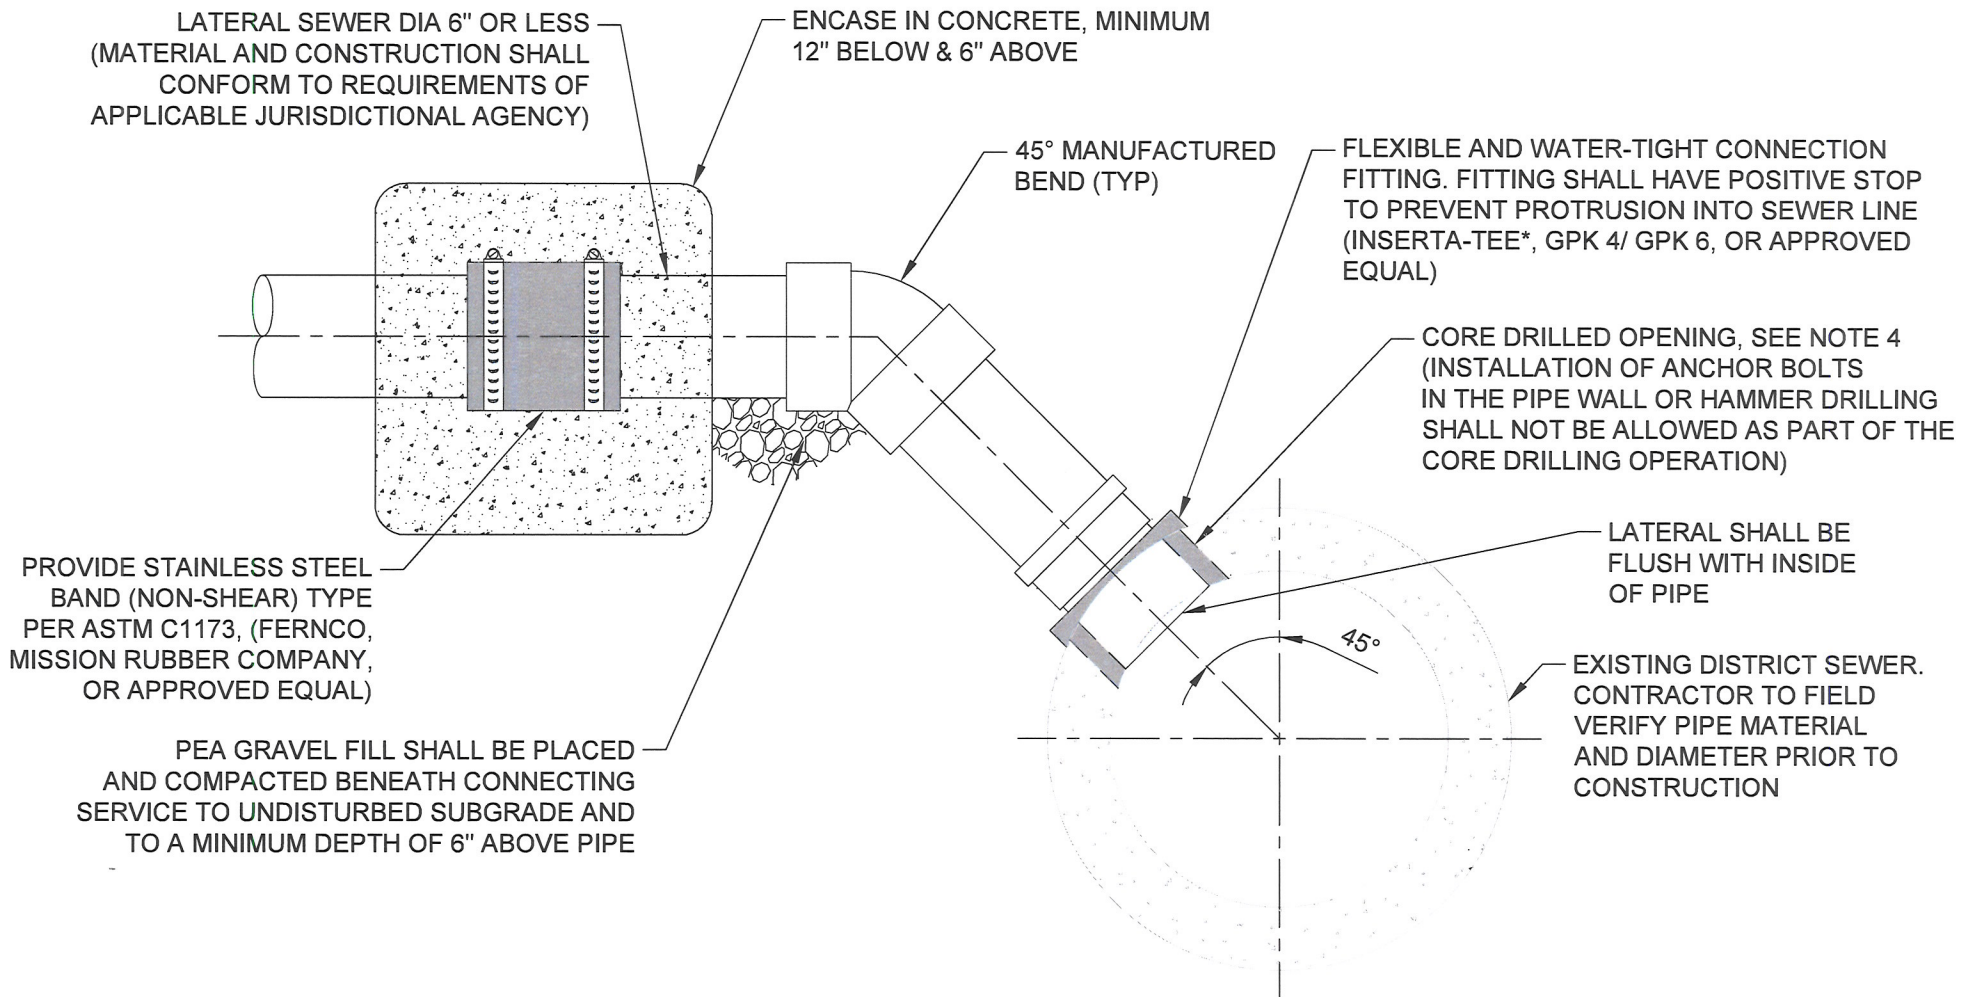 LATERAL SEWER DIA 6" OR LESS
(MATERIAL AND CONSTRUCTION SHALL
CONFORM TO REQUIREMENTS OF
APPLICABLE JURISDICTIONAL AGENCY)
ENCASE IN CONCRETE, MINIMUM
12" BELOW & 6" ABOVE
45° MANUFACTURED
BEND (TYP)
FLEXIBLE AND WATER-TIGHT CONNECTION
FITTING. FITTING SHALL HAVE POSITIVE STOP
TO PREVENT PROTRUSION INTO SEWER LINE
(INSERTA-TEE*, GPK 4/ GPK 6, OR APPROVED
EQUAL)
CORE DRILLED OPENING, SEE NOTE 4
(INSTALLATION OF ANCHOR BOLTS
IN THE PIPE WALL OR HAMMER DRILLING
SHALL NOT BE ALLOWED AS PART OF THE
CORE DRILLING OPERATION)
LATERAL SHALL BE
FLUSH WITH INSIDE
OF PIPE
45°
EXISTING DISTRICT SEWER.
CONTRACTOR TO FIELD
VERIFY PIPE MATERIAL
AND DIAMETER PRIOR TO
CONSTRUCTION
PROVIDE STAINLESS STEEL
BAND (NON-SHEAR) TYPE
PER ASTM C1173, (FERNCO,
MISSION RUBBER COMPANY,
OR APPROVED EQUAL)
PEA GRAVEL FILL SHALL BE PLACED
AND COMPACTED BENEATH CONNECTING
SERVICE TO UNDISTURBED SUBGRADE AND
TO A MINIMUM DEPTH OF 6" ABOVE PIPE